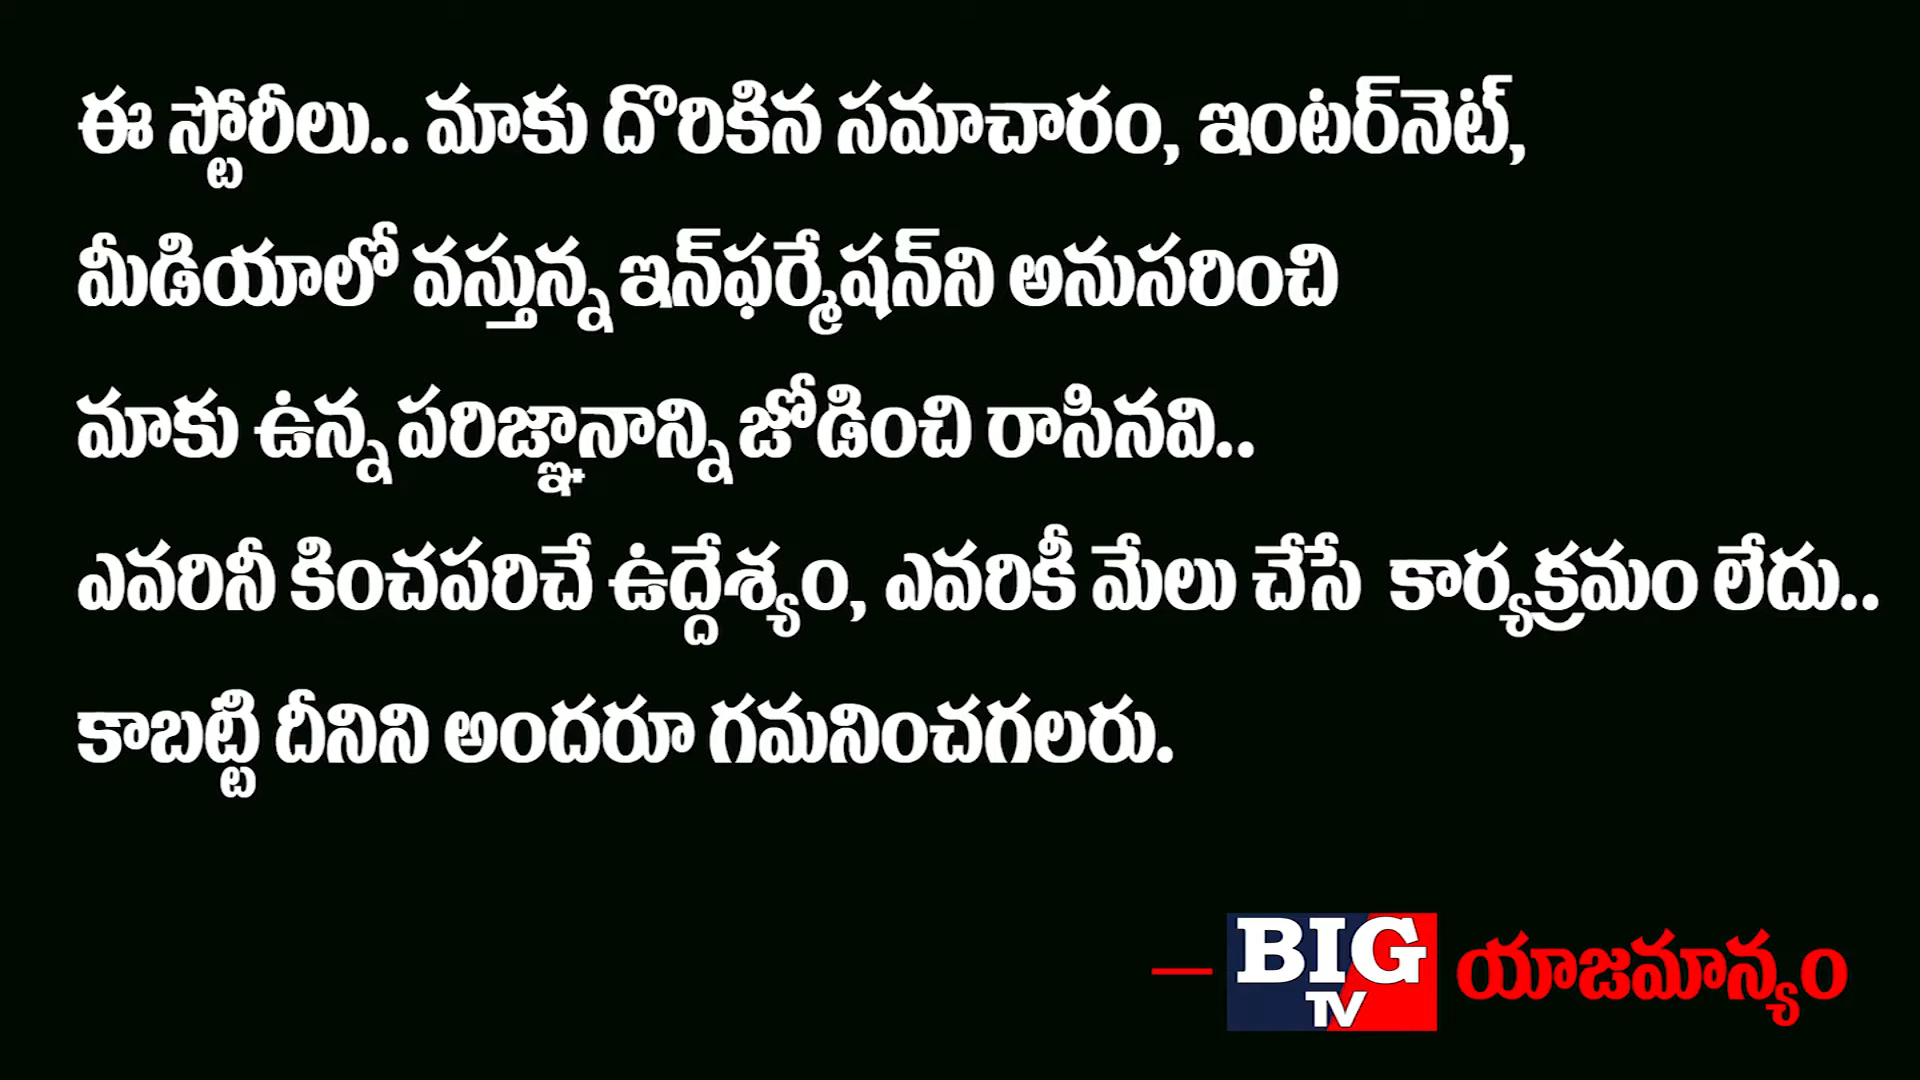 ఈ స్టోరీలు.. మాకు దొరికిన సమాచారం, ఇంటర్‌నెట్,
మీడియాలో వస్తున్న ఇన్‌ఫర్మేషన్‌ని అనుసరించి
మాకు ఉన్న పరిజ్ఞానాన్ని జోడించి రాసినవి..
ఎవరినీ కించపరిచే ఉద్దేశ్యం, ఎవరికీ మేలు చేసే కార్యక్రమం లేదు..
కాబట్టి దీనిని అందరూ గమనించగలరు.
— BIG TV యాజమాన్యం